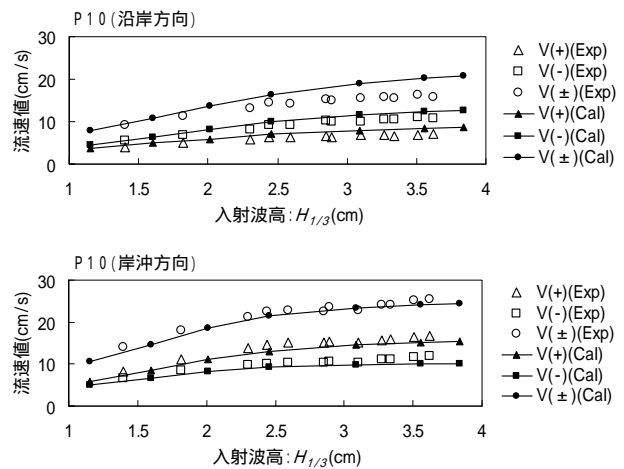 P10(沿岸方向)
30
20
10
0
流速値(cm/s)
1 1.5 2 2.5 3 3.5 4
入射波高:H1/3(cm)
V(+)(Exp)
V(-)(Exp)
V(±)(Exp)
V(+)(Cal)
V(-)(Cal)
V(±)(Cal)
P10(岸沖方向)
30
20
10
0
流速値(cm/s)
1 1.5 2 2.5 3 3.5 4
入射波高:H1/3(cm)
V(+)(Exp)
V(-)(Exp)
V(±)(Exp)
V(+)(Cal)
V(-)(Cal)
V(±)(Cal)